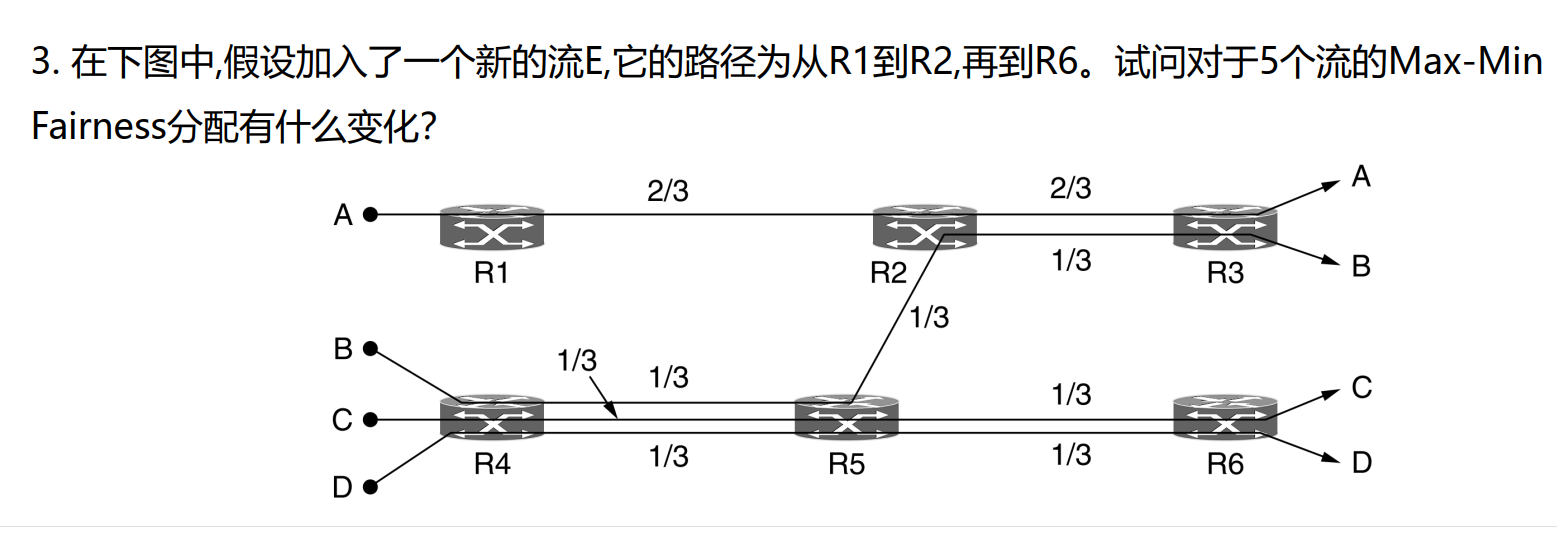 3. 在下图中,假设加入了一个新的流E,它的路径为从R1到R2,再到R6。试问对于5个流的Max-Min
Fairness分配有什么变化?
A 2/3 2/3 A
R1 R2 1/3 R3 B
1/3
B 1/3 1/3
C 1/3 C
D R4 1/3 R5 1/3 R6 D